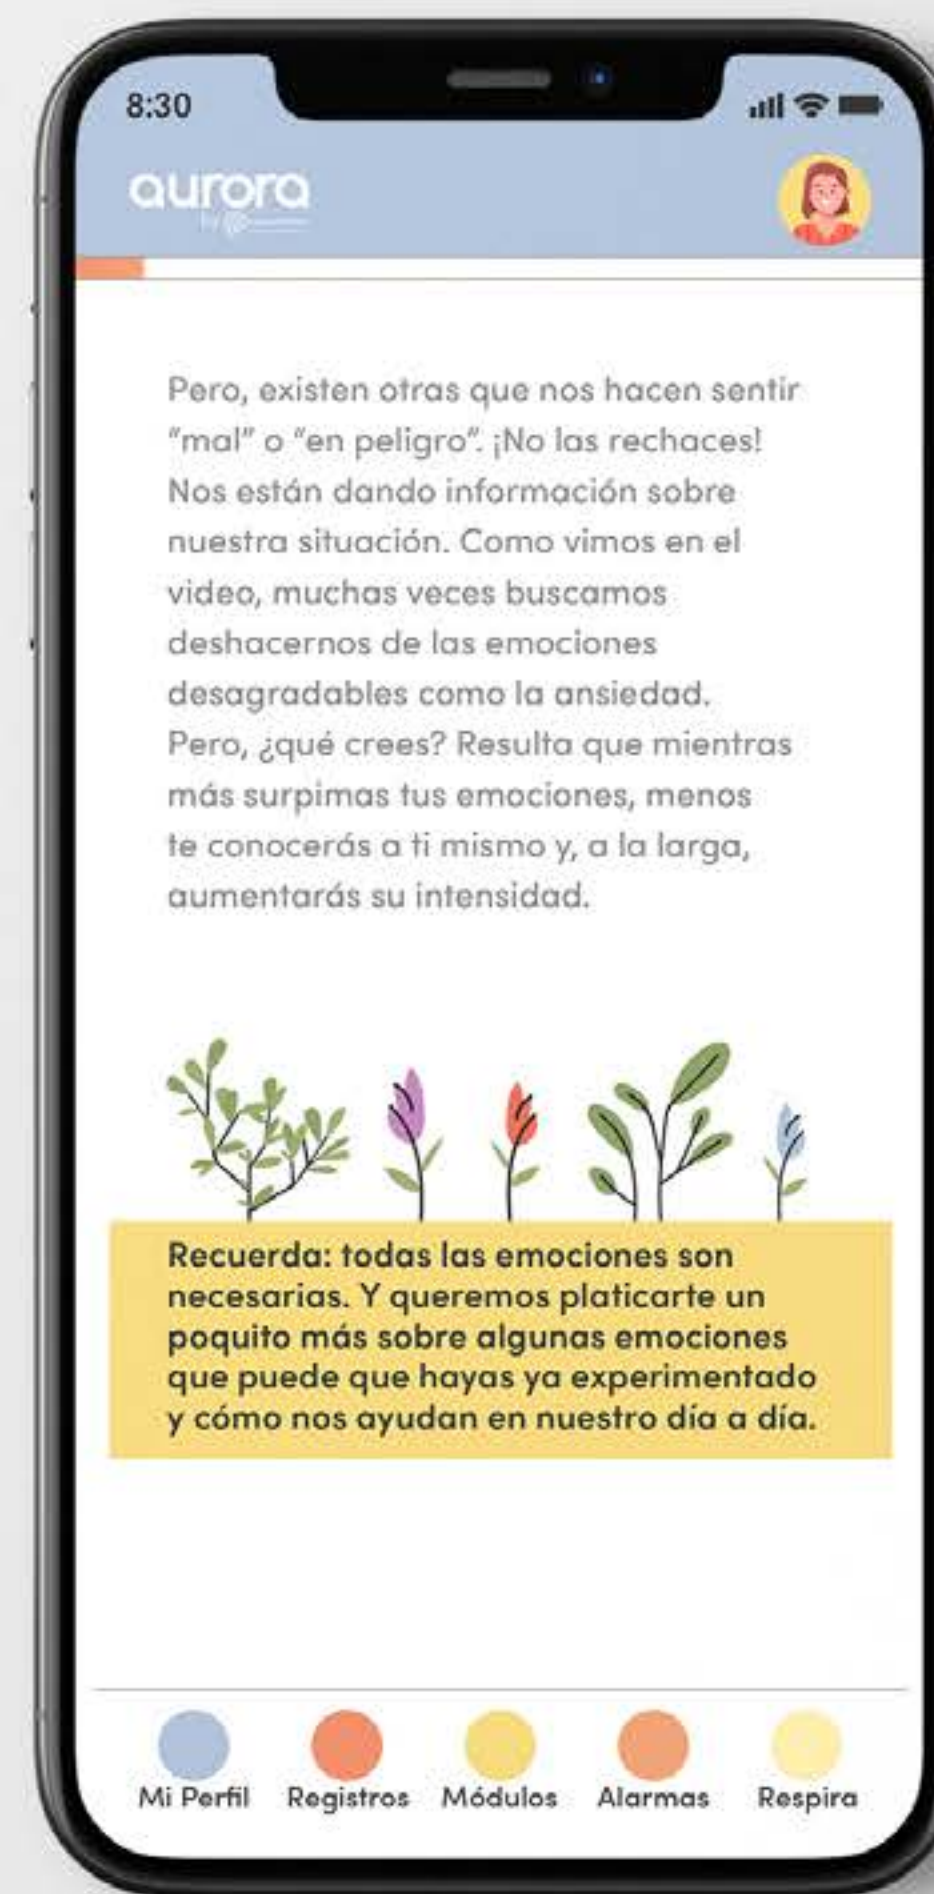 8:30
aurora
by
Pero, existen otras que nos hacen sentir
"mal" o "en peligro". ¡No las rechaces!
Nos están dando información sobre
nuestra situación. Como vimos en el
video, muchas veces buscamos
deshacernos de las emociones
desagradables como la ansiedad.
Pero, ¿qué crees? Resulta que mientras
más surpimas tus emociones, menos
te conocerás a ti mismo y, a la larga,
aumentarás su intensidad.
Recuerda: todas las emociones son
necesarias. Y queremos platicarte un
poquito más sobre algunas emociones
que puede que hayas ya experimentado
y cómo nos ayudan en nuestro día a día.
Mi Perfil Registros Módulos Alarmas Respira